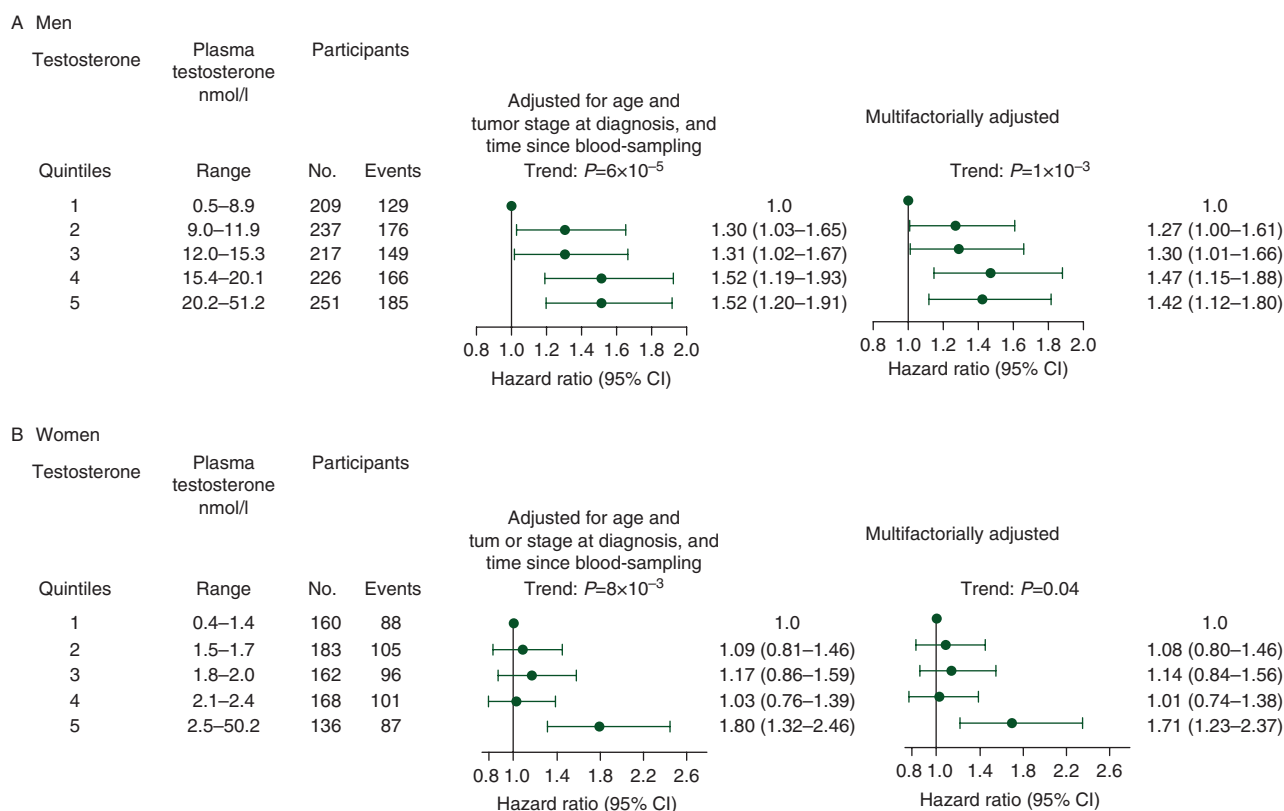 A Men
Testosterone Plasma testosterone nmol/l Participants
Adjusted for age and
tumor stage at diagnosis, and
time since blood-sampling
Multifactorially adjusted
Quintiles Range No. Events Trend: P=6×10⁻⁵ Trend: P=1×10⁻³
1 0.5–8.9 209 129 1.0 1.0
2 9.0–11.9 237 176 1.30 (1.03–1.65) 1.27 (1.00–1.61)
3 12.0–15.3 217 149 1.31 (1.02–1.67) 1.30 (1.01–1.66)
4 15.4–20.1 226 166 1.52 (1.19–1.93) 1.47 (1.15–1.88)
5 20.2–51.2 251 185 1.52 (1.20–1.91) 1.42 (1.12–1.80)
0.8 1.0 1.2 1.4 1.6 1.8 2.0 0.8 1.0 1.2 1.4 1.6 1.8 2.0
Hazard ratio (95% CI) Hazard ratio (95% CI)
B Women
Testosterone Plasma testosterone nmol/l Participants
Adjusted for age and
tum or stage at diagnosis, and
time since blood-sampling
Multifactorially adjusted
Quintiles Range No. Events Trend: P=8×10⁻³ Trend: P=0.04
1 0.4–1.4 160 88 1.0 1.0
2 1.5–1.7 183 105 1.09 (0.81–1.46) 1.08 (0.80–1.46)
3 1.8–2.0 162 96 1.17 (0.86–1.59) 1.14 (0.84–1.56)
4 2.1–2.4 168 101 1.03 (0.76–1.39) 1.01 (0.74–1.38)
5 2.5–50.2 136 87 1.80 (1.32–2.46) 1.71 (1.23–2.37)
0.8 1.0 1.4 1.8 2.2 2.6 0.8 1.0 1.4 1.8 2.2 2.6
Hazard ratio (95% CI) Hazard ratio (95% CI)